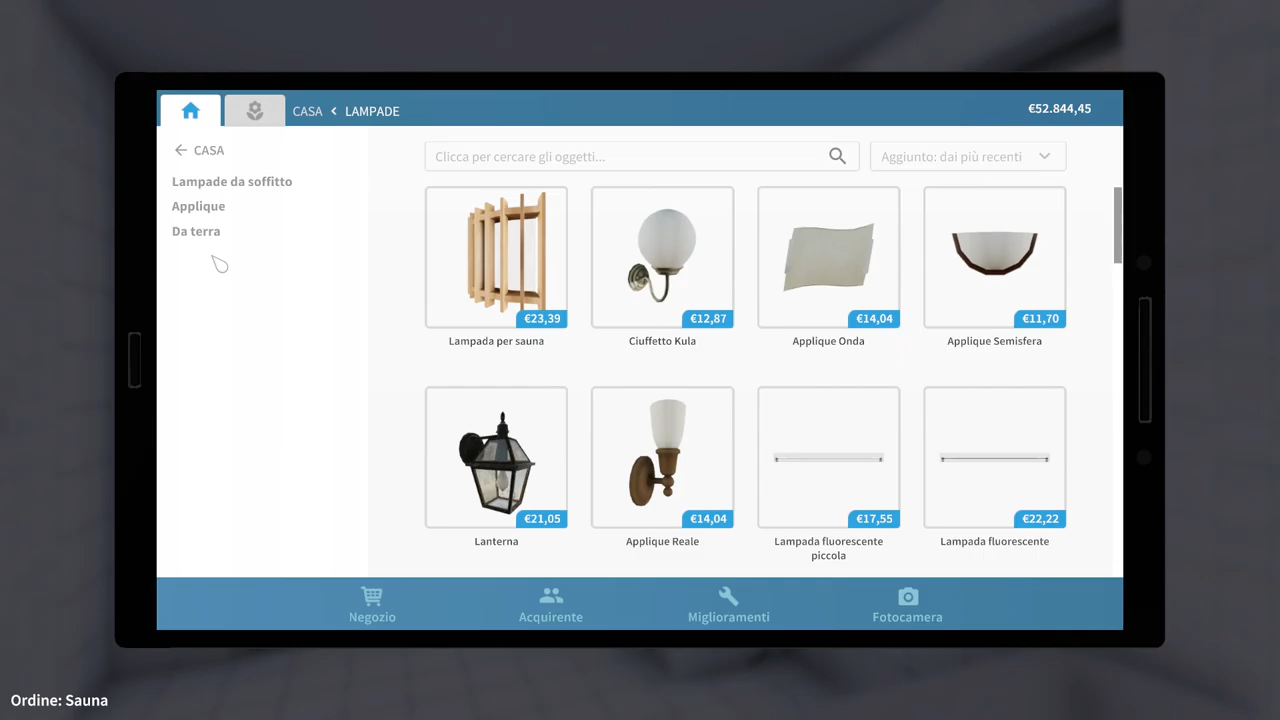 CASA < LAMPADE
€52.844,45
CASA
Lampade da soffitto
Applique
Da terra
Clicca per cercare gli oggetti...
Aggiunto: dai più recenti
€23,39
€12,87
€14,04
€11,70
Lampada per sauna
Ciuffetto Kula
Applique Onda
Applique Semisfera
€21,05
€14,04
€17,55
€22,22
Lanterna
Applique Reale
Lampada fluorescente
piccola
Lampada fluorescente
Negozio
Acquirente
Miglioramenti
Fotocamera
Ordine: Sauna